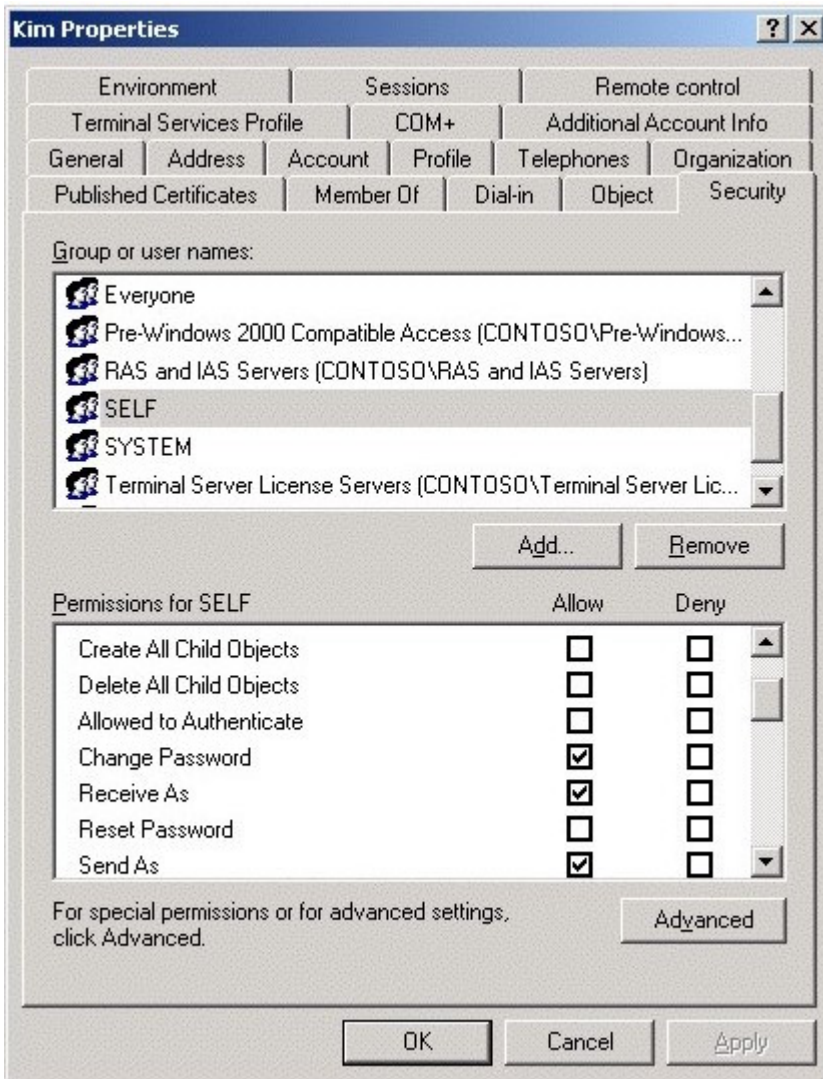 Kim Properties
Environment Sessions Remote control
Terminal Services Profile COM+ Additional Account Info
General Address Account Profile Telephones Organization
Published Certificates Member Of Dial-in Object Security
Group or user names:
Everyone
Pre-Windows 2000 Compatible Access (CONTOSO\Pre-Windows...
RAS and IAS Servers (CONTOSO\RAS and IAS Servers)
SELF
SYSTEM
Terminal Server License Servers (CONTOSO\Terminal Server Lic...
Add... Remove
Permissions for SELF Allow Deny
Create All Child Objects
Delete All Child Objects
Allowed to Authenticate
Change Password
Receive As
Reset Password
Send As
For special permissions or for advanced settings,
click Advanced.
Advanced
OK Cancel Apply